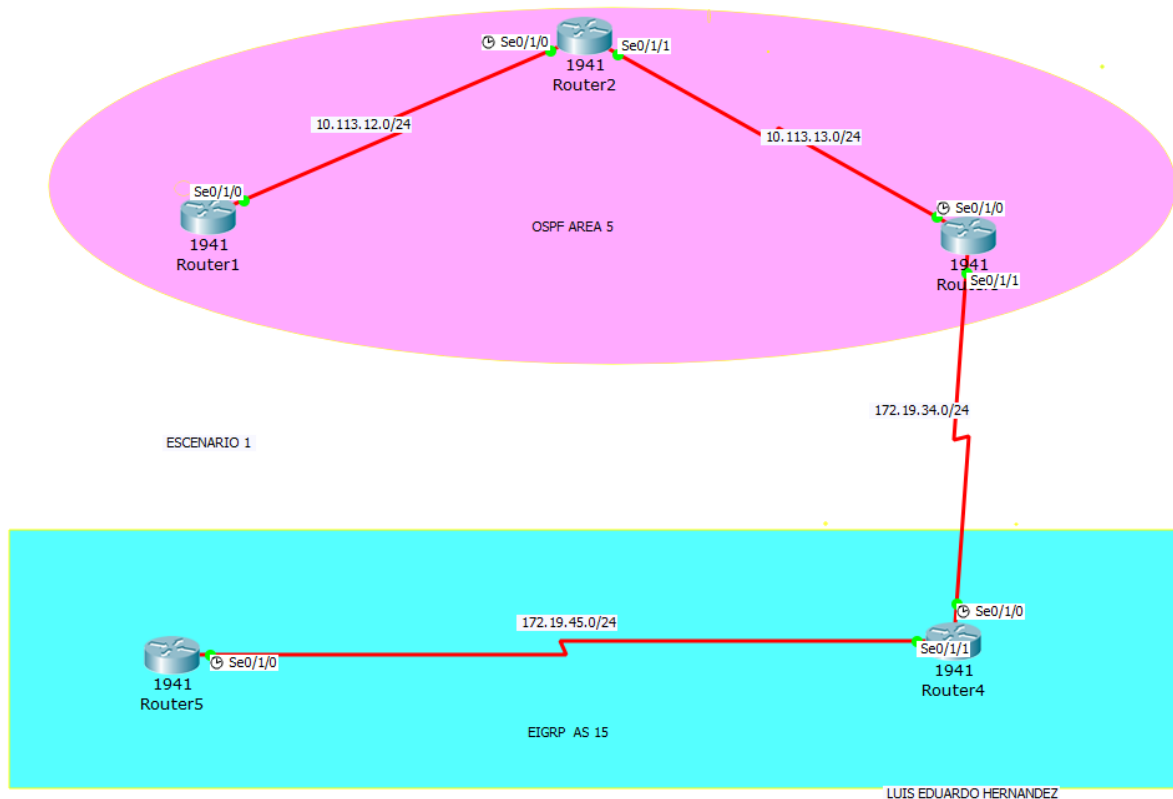 Se0/1/0
Se0/1/1
1941
Router2
10.113.12.0/24
10.113.13.0/24
Se0/1/0
1941
Router1
OSPF AREA 5
Se0/1/0
1941
Se0/1/1
172.19.34.0/24
ESCENARIO 1
172.19.45.0/24
Se0/1/0
1941
Router5
Se0/1/0
Se0/1/1
1941
Router4
EIGRP AS 15
LUIS EDUARDO HERNANDEZ